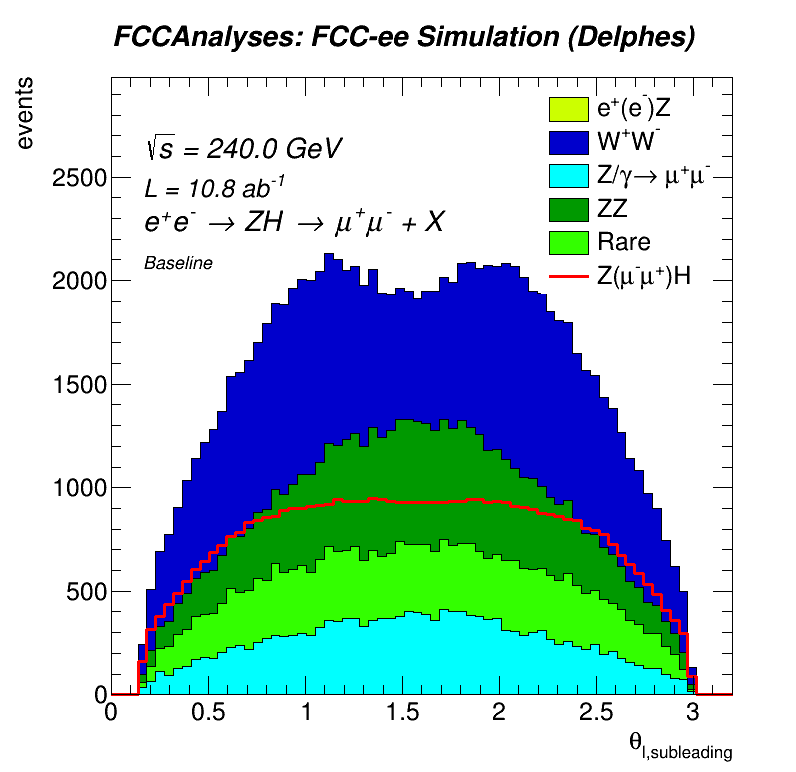 FCCAnalyses: FCC-ee Simulation (Delphes)
events
√s = 240.0 GeV
L = 10.8 ab⁻¹
e⁺e⁻ → ZH → μ⁺μ⁻ + X
Baseline
e⁺(e⁻)Z
W⁺W⁻
Z/γ→ μ⁺μ⁻
ZZ
Rare
Z(μ⁻μ⁺)H
2500
2000
1500
1000
500
0
0 0.5 1 1.5 2 2.5 3
θl,subleading